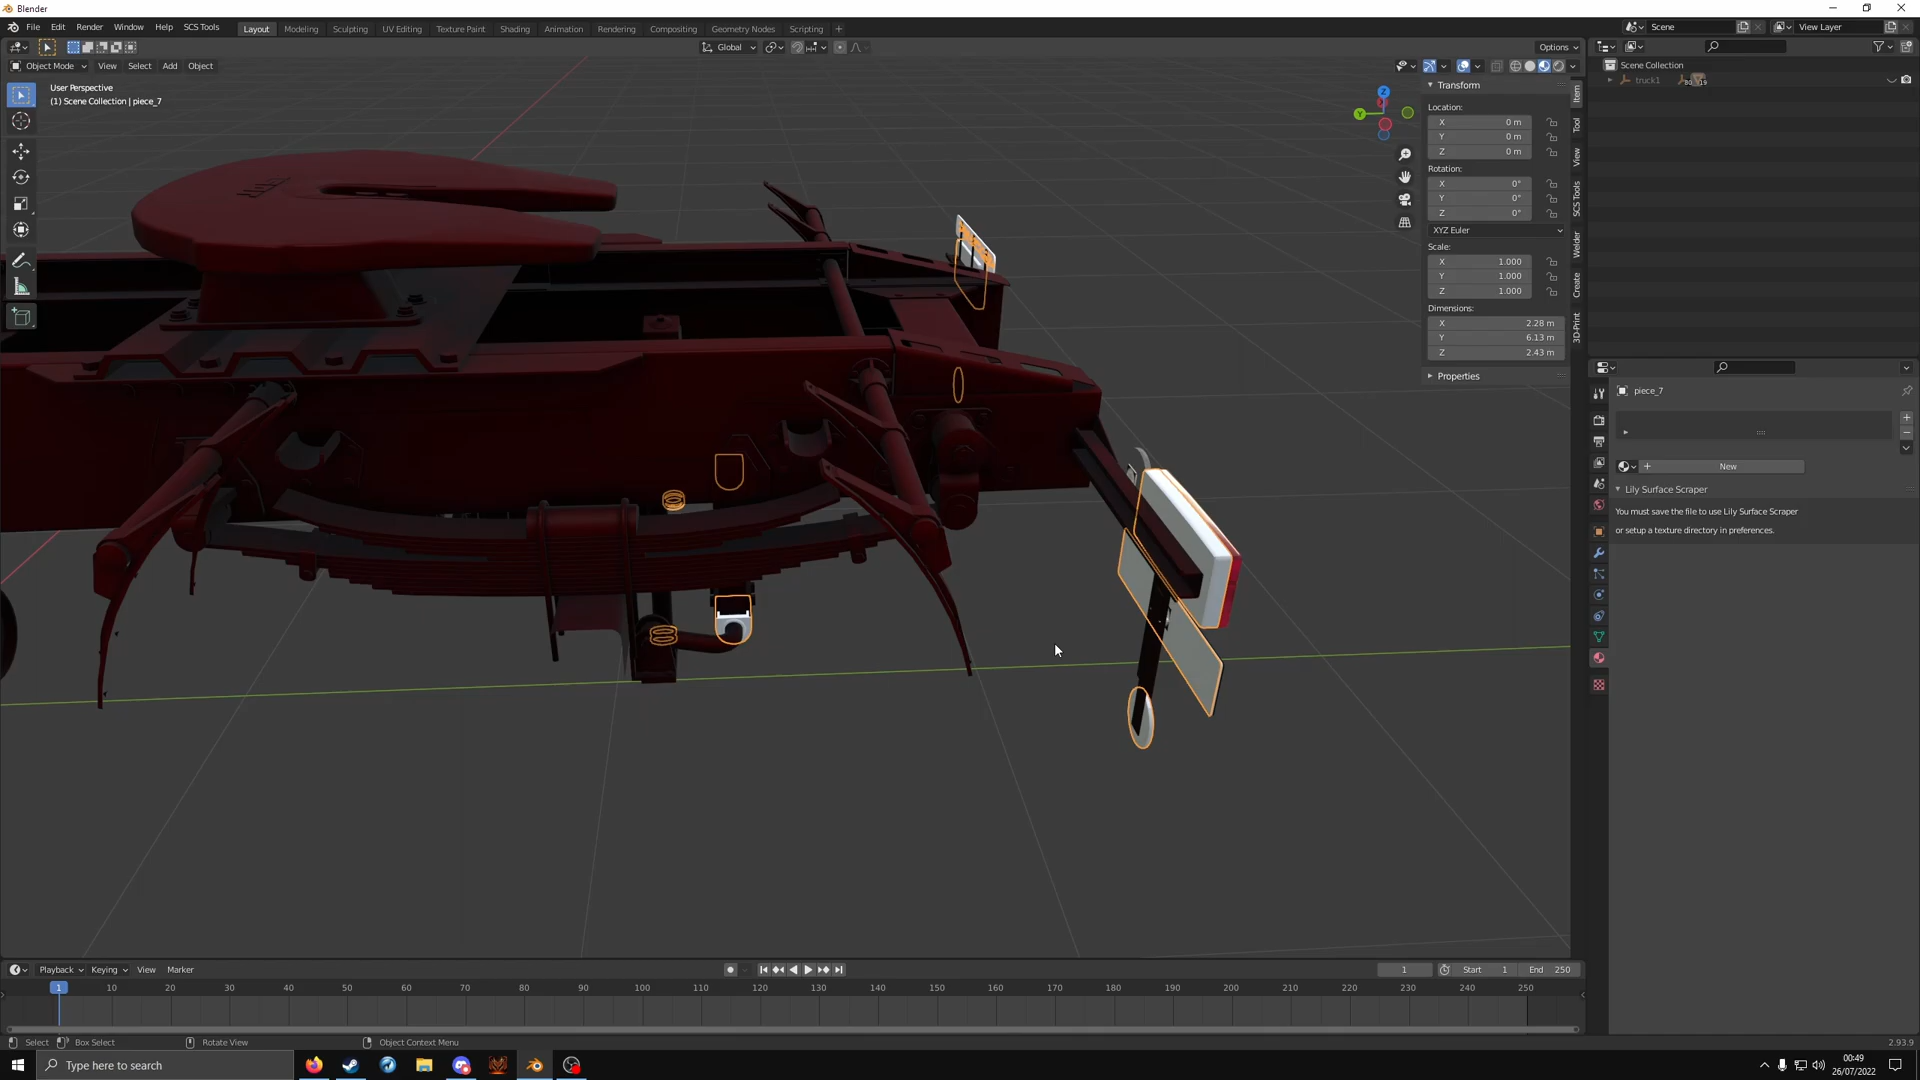 Blender
File Edit Render Window Help SCS Tools
Layout Modeling Sculpting UV Editing Texture Paint Shading Animation Rendering Compositing Geometry Nodes Scripting +
Scene
View Layer
Global
Options
Object Mode View Select Add Object
User Perspective
(1) Scene Collection | piece_7
Z
Y
Transform
Location:
X 0 m
Y 0 m
Z 0 m
Rotation:
X 0°
Y 0°
Z 0°
XYZ Euler
Scale:
X 1.000
Y 1.000
Z 1.000
Dimensions:
X 2.28 m
Y 6.13 m
Z 2.43 m
Properties
Item
Tool
View
SCS Tools
Welder
Create
3D-Print
Scene Collection
truck1
piece_7
New
Lily Surface Scraper
You must save the file to use Lily Surface Scraper
or setup a texture directory in preferences.
Playback Keying View Marker
1
Start 1
End 250
1 10 20 30 40 50 60 70 80 90 100 110 120 130 140 150 160 170 180 190 200 210 220 230 240 250
Select Box Select Rotate View Object Context Menu
2.93.9
Type here to search
00:49
26/07/2022